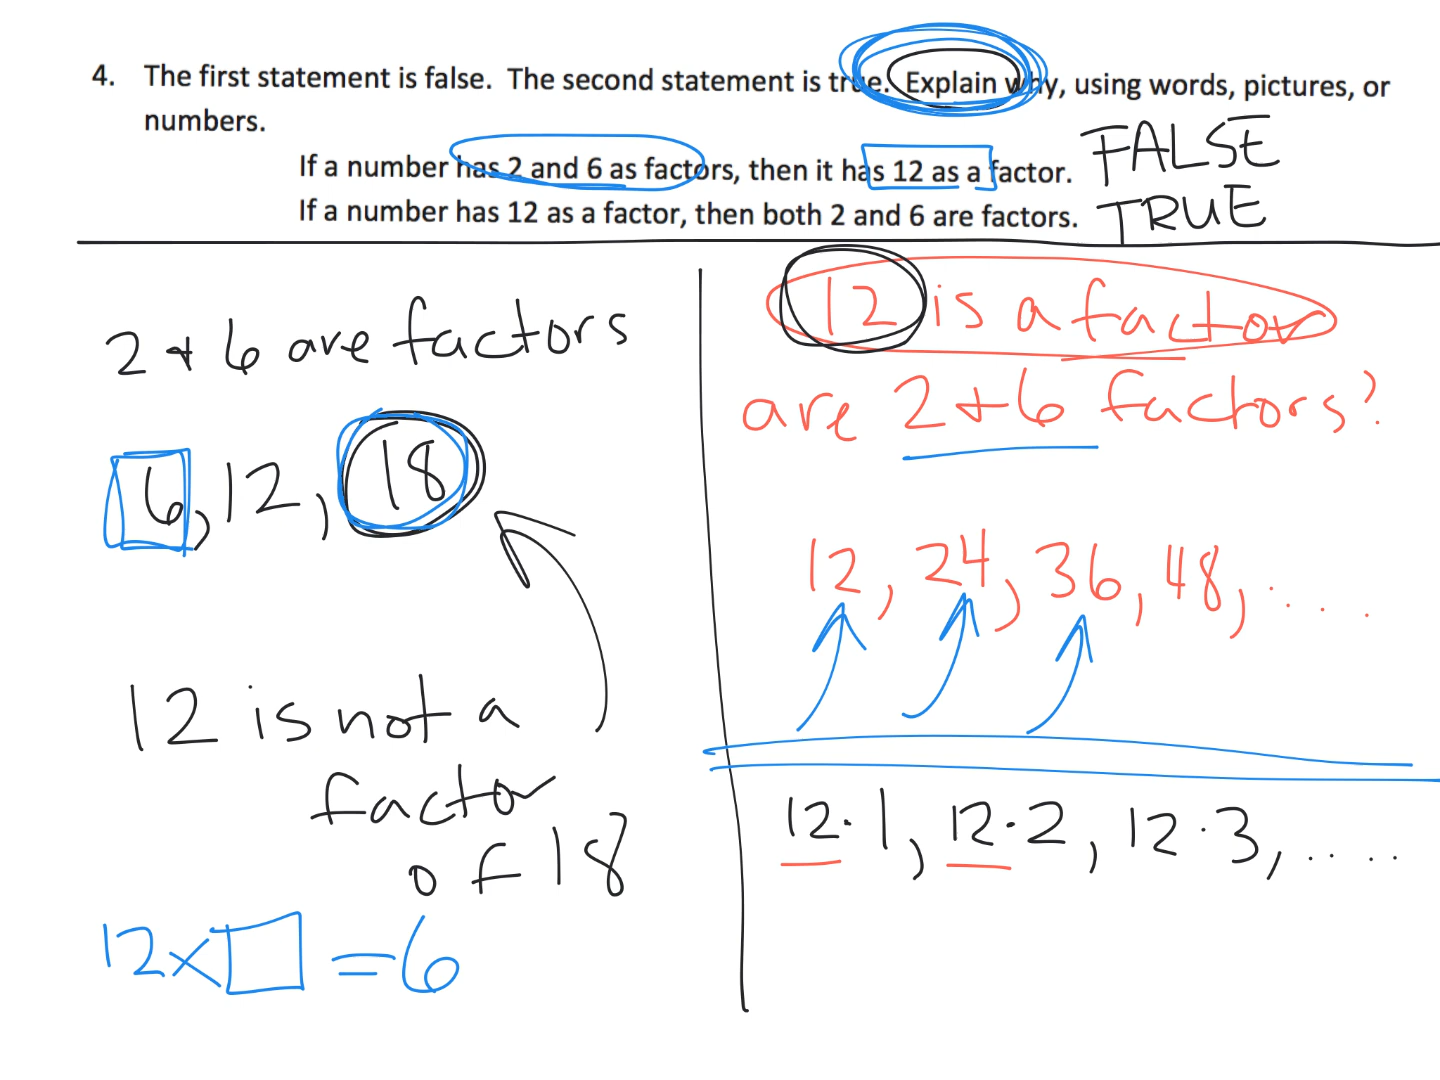 4. The first statement is false. The second statement is true. Explain why, using words, pictures, or
numbers.
If a number has 2 and 6 as factors, then it has 12 as a factor. FALSE
If a number has 12 as a factor, then both 2 and 6 are factors. TRUE
2 + 6 are factors
6, 12, 18
12 is not a
factor
of 18
12 × □ = 6
12 is a factor
are 2 + 6 factors?
12, 24, 36, 48, ....
12 · 1, 12 · 2, 12 · 3, ....